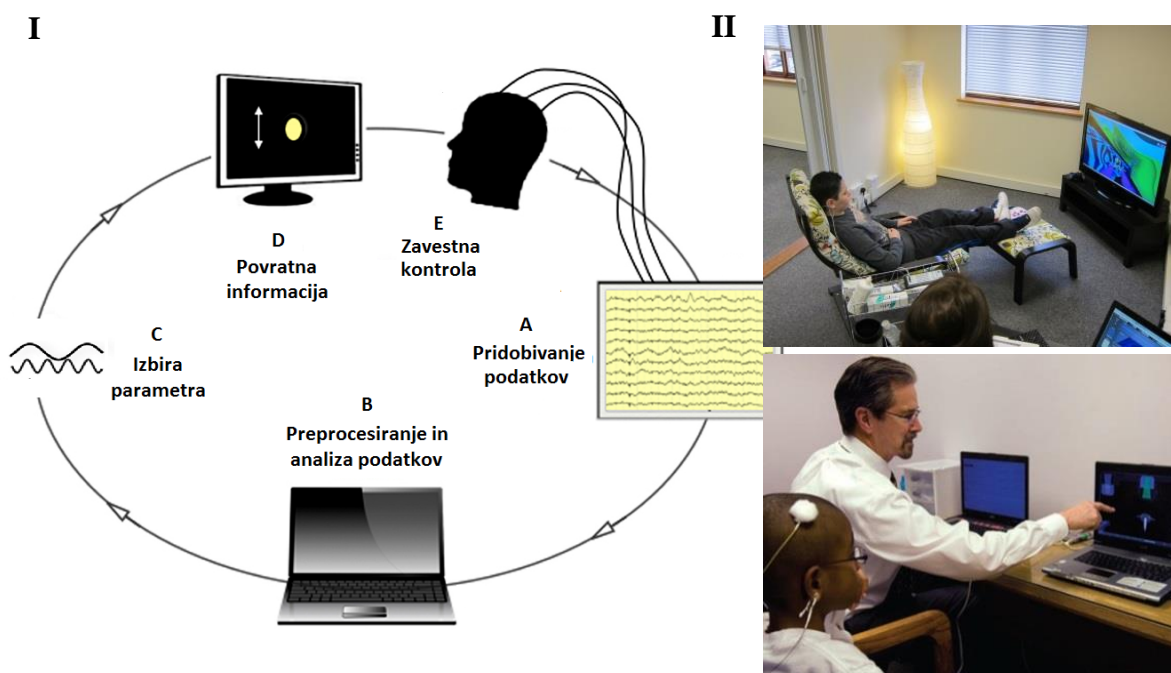 I
II
E
Zavestna
kontrola
D
Povratna
informacija
A
Pridobivanje
podatkov
C
Izbira
parametra
B
Preprocesiranje in
analiza podatkov